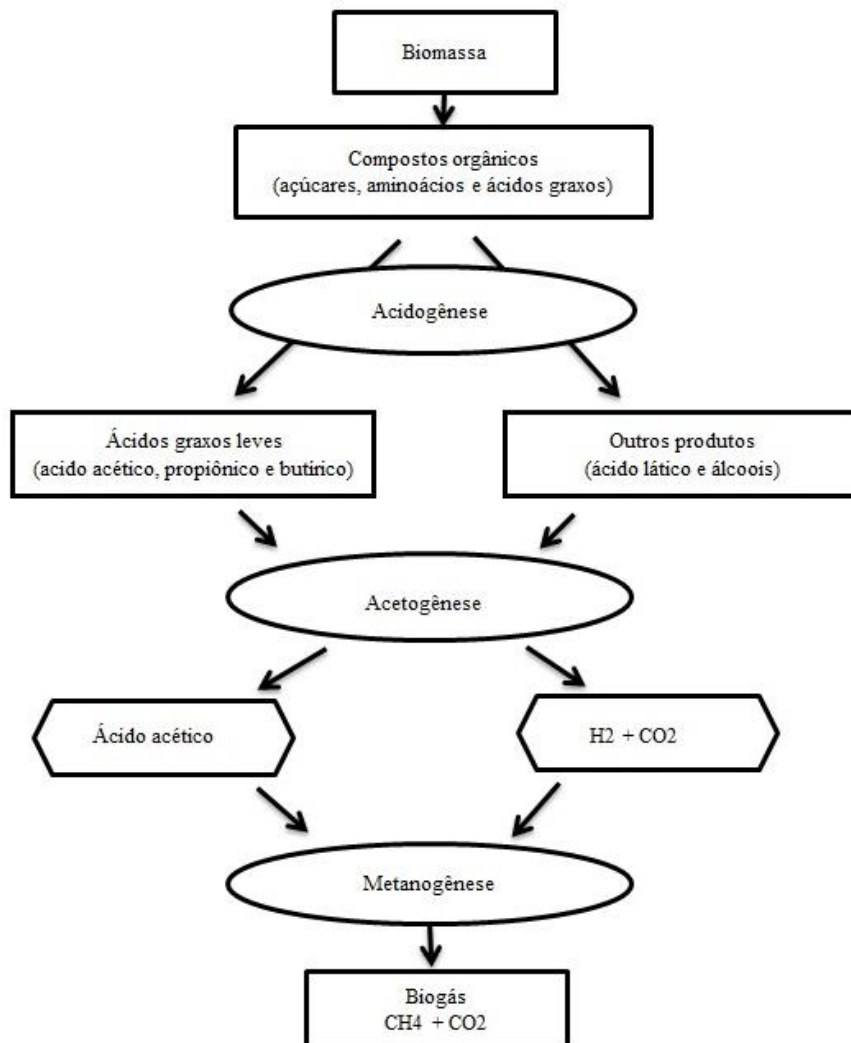 Biomassa
Compostos orgânicos
(açúcares, aminoácios e ácidos graxos)
Acidogênese
Ácidos graxos leves
(acido acético, propiônico e butírico)
Outros produtos
(ácido lático e álcoois)
Acetogênese
Ácido acético
H2 + CO2
Metanogênese
Biogás
CH4 + CO2